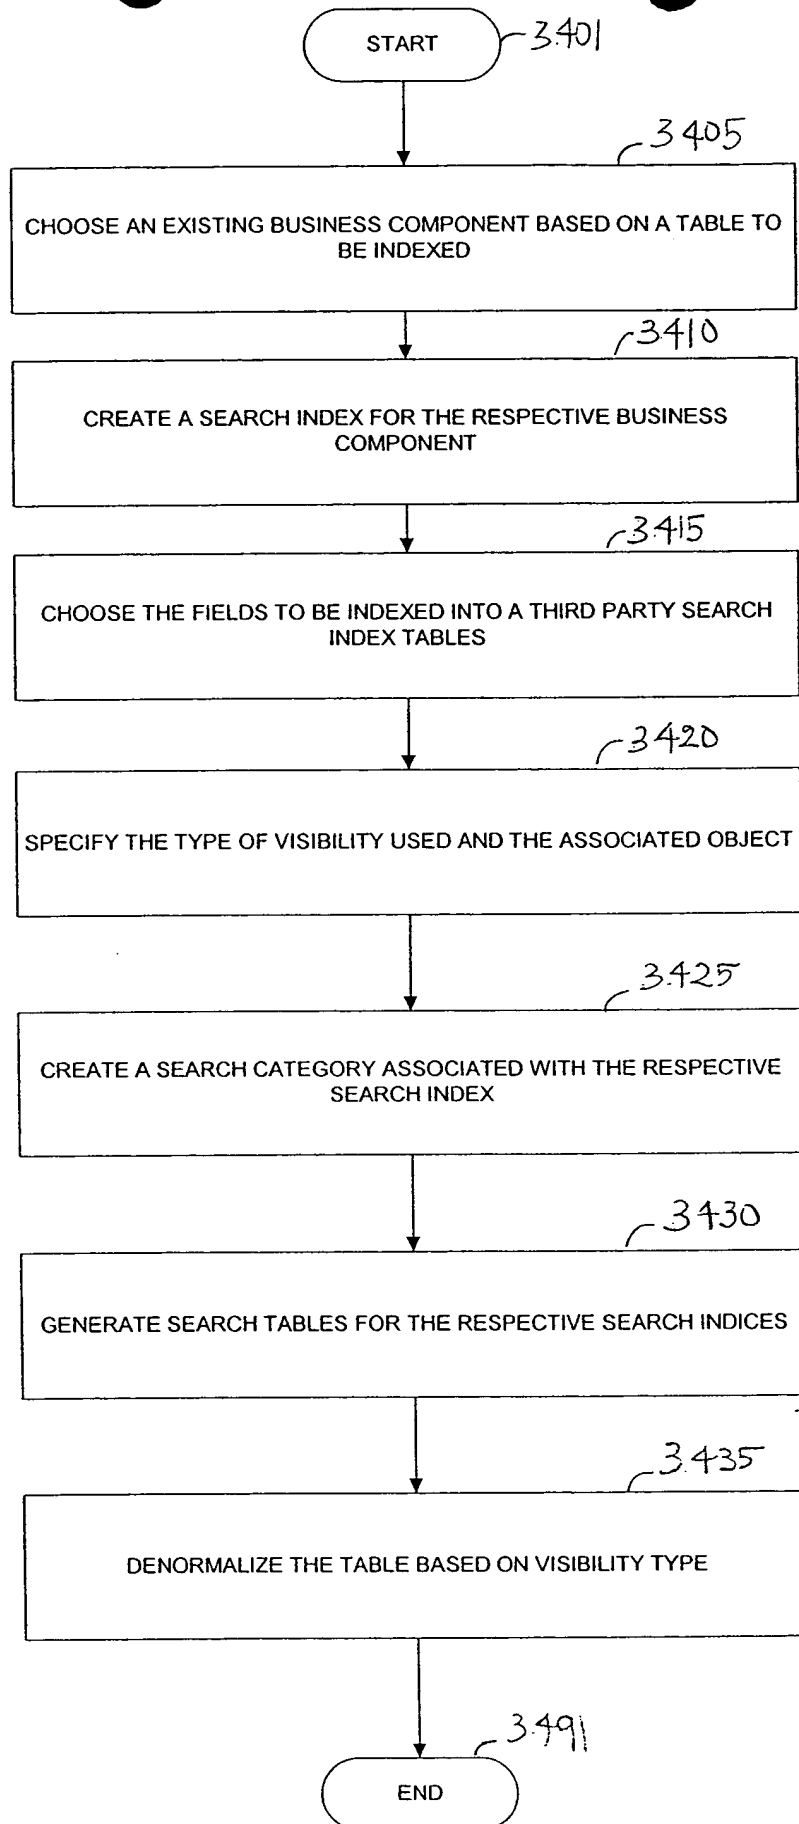 START
3401
3405
CHOOSE AN EXISTING BUSINESS COMPONENT BASED ON A TABLE TO
BE INDEXED
3410
CREATE A SEARCH INDEX FOR THE RESPECTIVE BUSINESS
COMPONENT
3415
CHOOSE THE FIELDS TO BE INDEXED INTO A THIRD PARTY SEARCH
INDEX TABLES
3420
SPECIFY THE TYPE OF VISIBILITY USED AND THE ASSOCIATED OBJECT
3425
CREATE A SEARCH CATEGORY ASSOCIATED WITH THE RESPECTIVE
SEARCH INDEX
3430
GENERATE SEARCH TABLES FOR THE RESPECTIVE SEARCH INDICES
3435
DENORMALIZE THE TABLE BASED ON VISIBILITY TYPE
3491
END